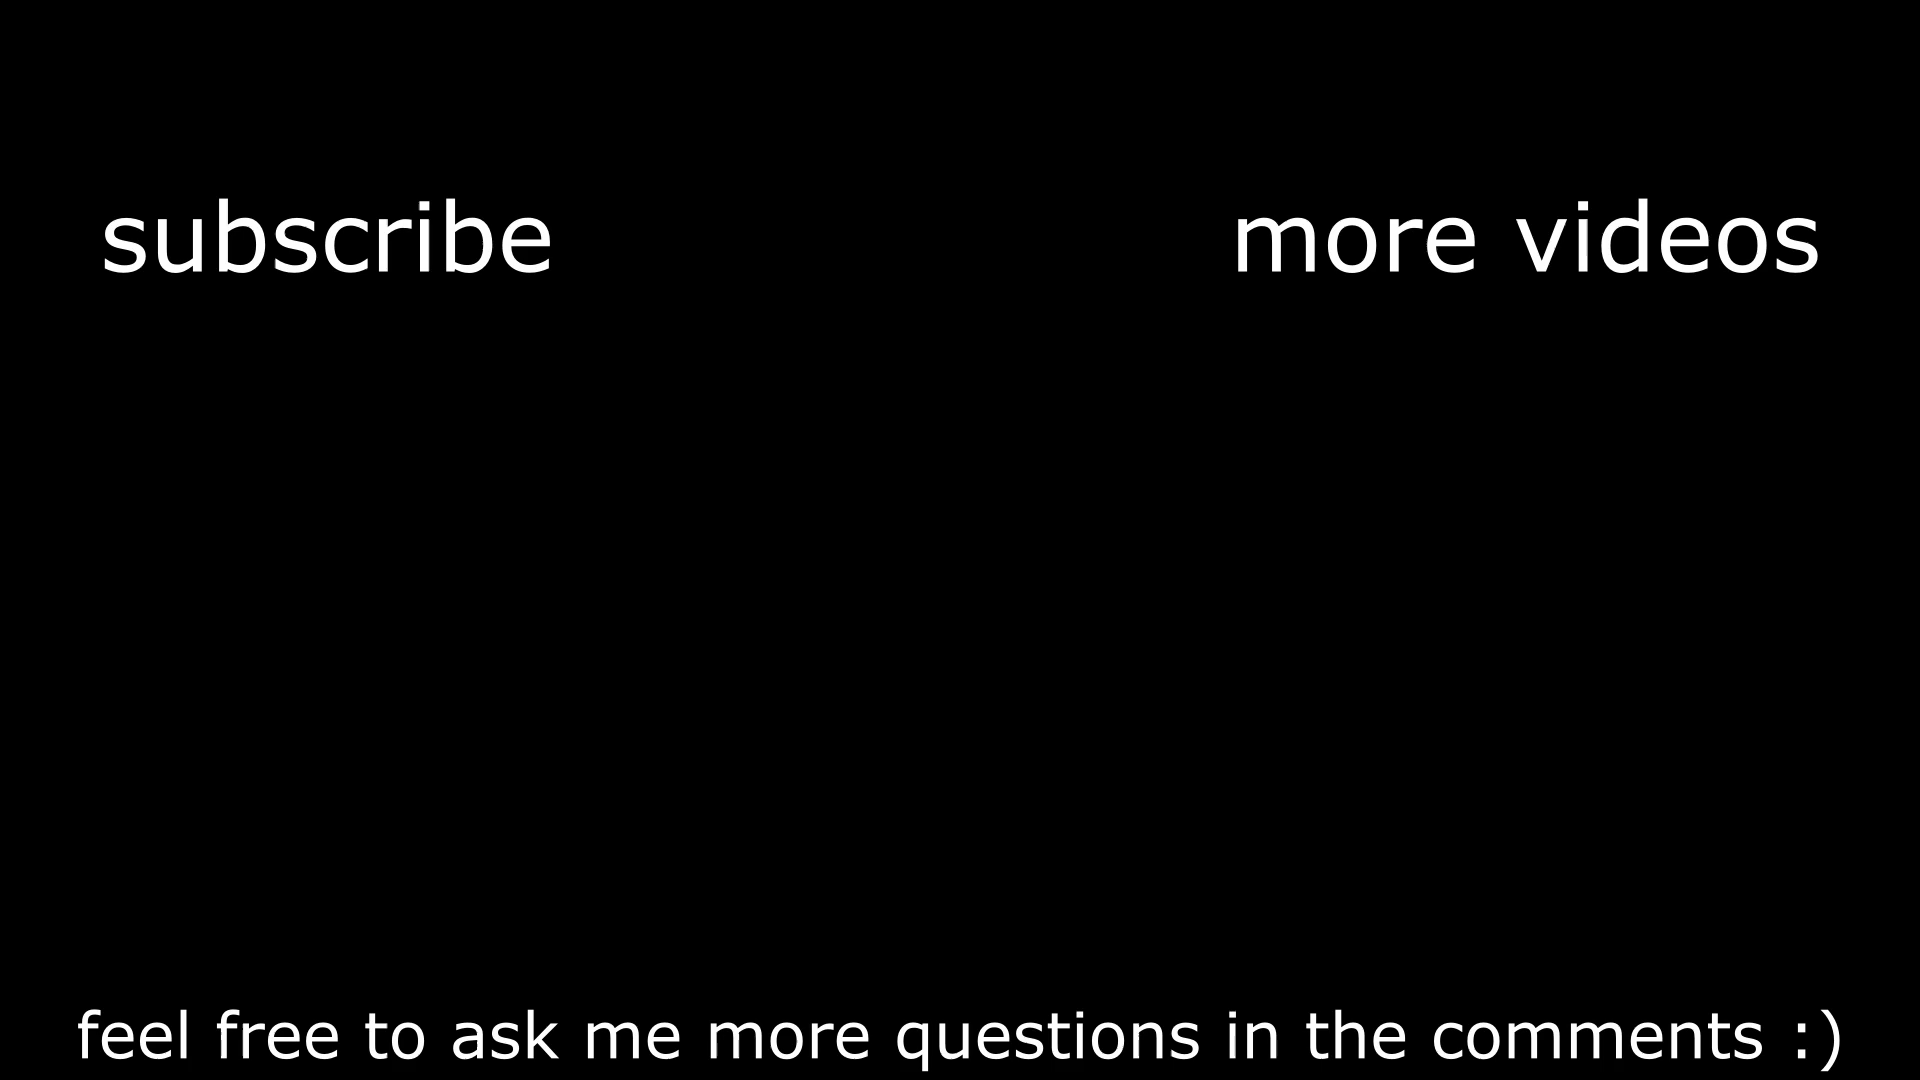 subscribe
more videos
feel free to ask me more questions in the comments :)